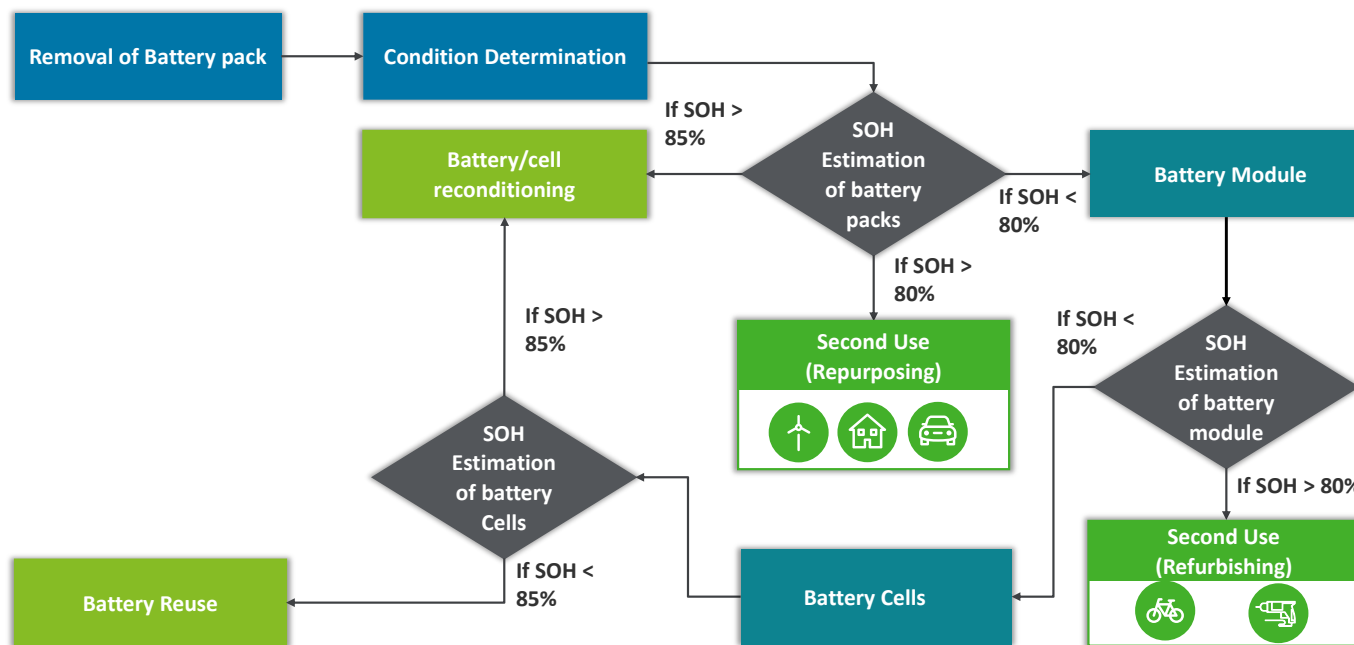 Removal of Battery pack
Condition Determination
If SOH >
85%
SOH
Estimation
of battery
packs
Battery/cell
reconditioning
Battery Module
If SOH <
80%
If SOH >
80%
If SOH >
85%
Second Use
(Repurposing)
If SOH <
80%
SOH
Estimation
of battery
module
SOH
Estimation
of battery
Cells
If SOH > 80%
Second Use
(Refurbishing)
If SOH <
85%
Battery Reuse
Battery Cells